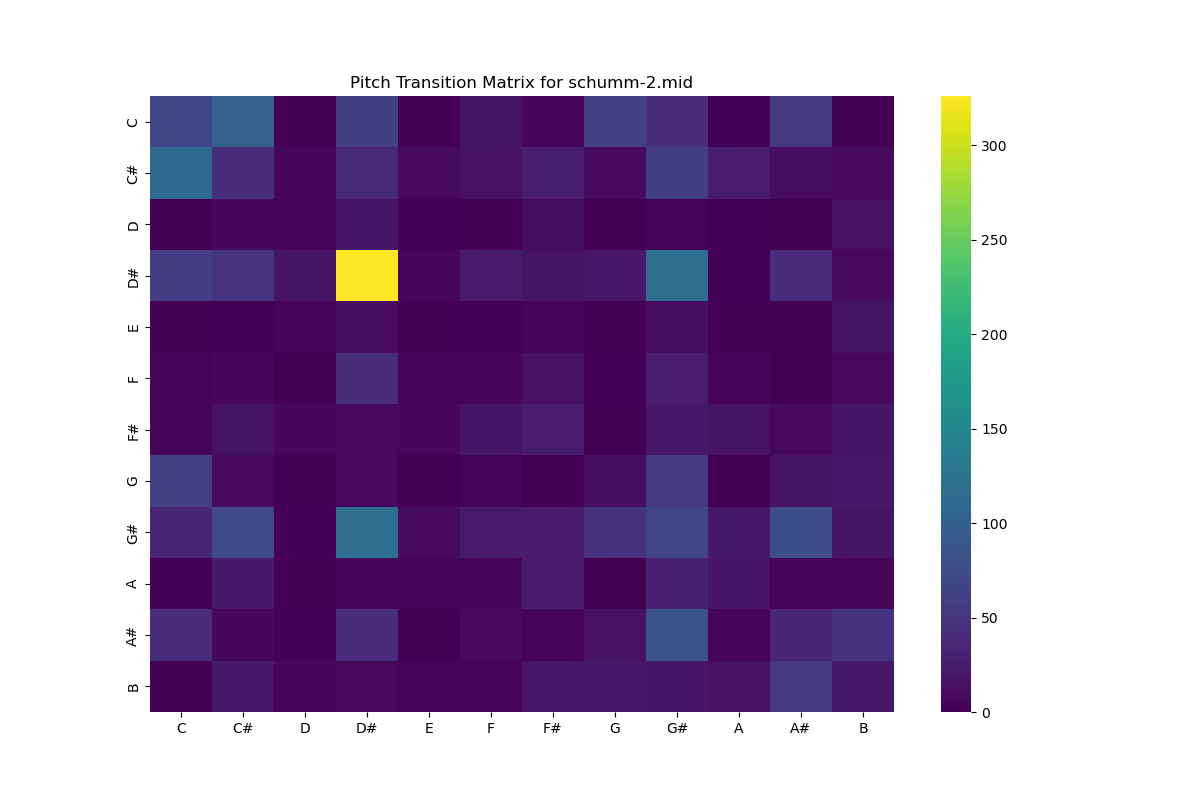 Pitch Transition Matrix for schumm-2.mid
C
C#
D
D#
E
F
F#
G
G#
A
A#
B
C C# D D# E F F# G G# A A# B
300
250
200
150
100
50
0